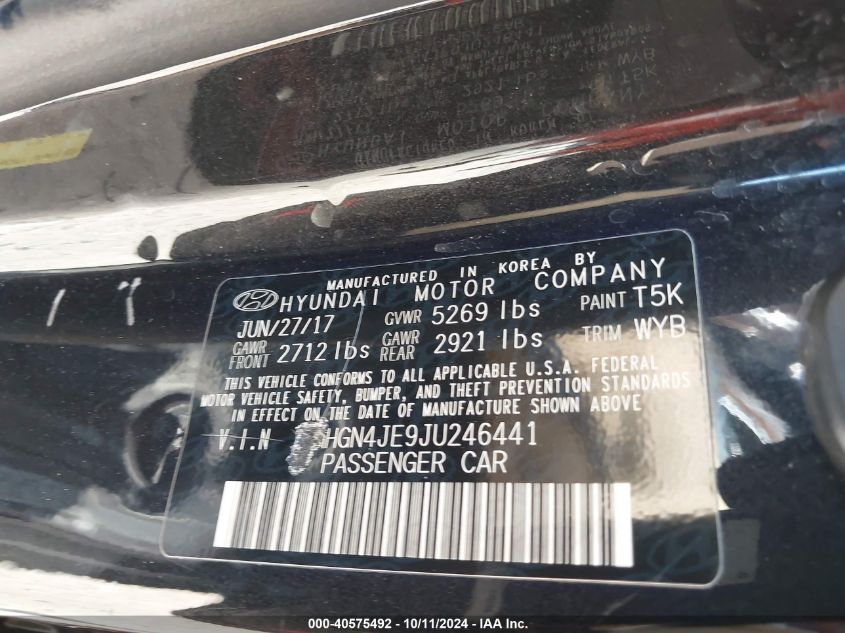 MANUFACTURED IN KOREA BY
HYUNDAI MOTOR COMPANY
JUN/27/17 GVWR 5269 lbs PAINT T5K
GAWR FRONT 2712 lbs GAWR REAR 2921 lbs TRIM WYB
THIS VEHICLE CONFORMS TO ALL APPLICABLE U.S.A. FEDERAL
MOTOR VEHICLE SAFETY, BUMPER, AND THEFT PREVENTION STANDARDS
IN EFFECT ON THE DATE OF MANUFACTURE SHOWN ABOVE
V.I.N HGN4JE9JU246441
PASSENGER CAR
000-40575492 - 10/11/2024 - IAA Inc.